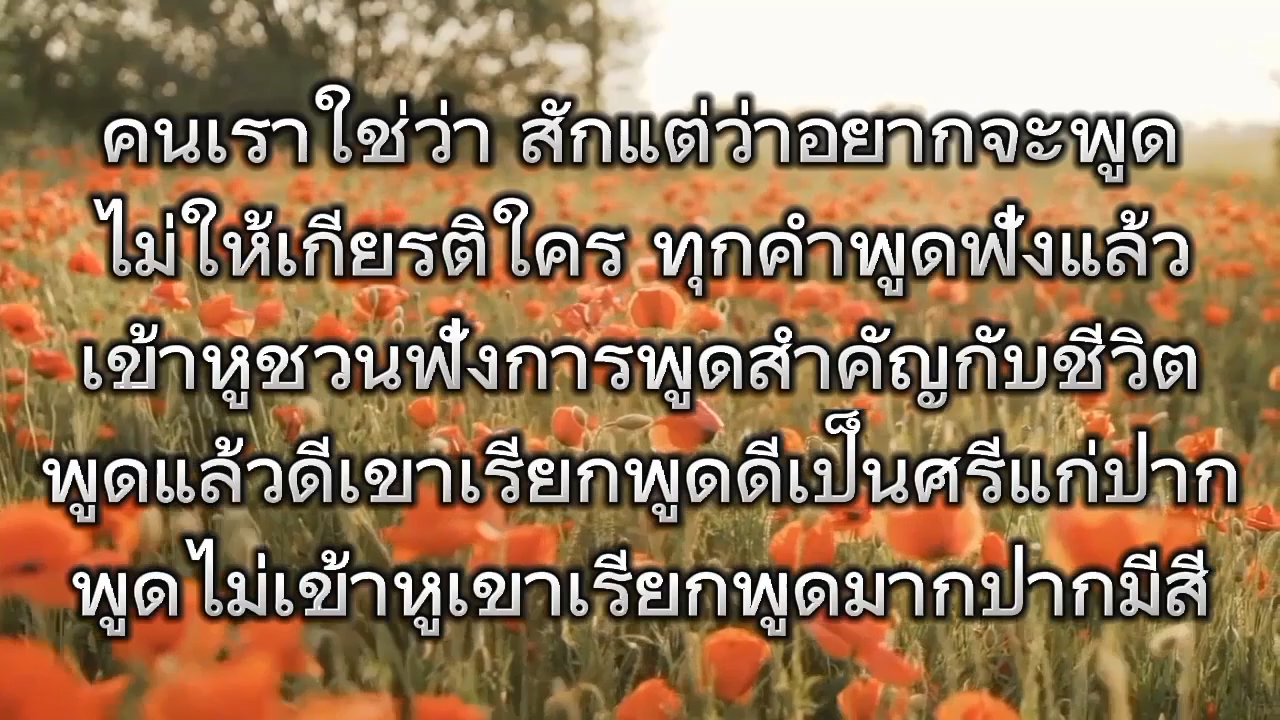 คนเราใช่ว่า สักแต่ว่าอยากจะพูด
ไม่ให้เกียรติใคร ทุกคำพูดฟังแล้ว
เข้าหูชวนฟังการพูดสำคัญกับชีวิต
พูดแล้วดีเขาเรียกพูดดีเป็นศรีแก่ปาก
พูดไม่เข้าหูเขาเรียกพูดมากปากมีสี